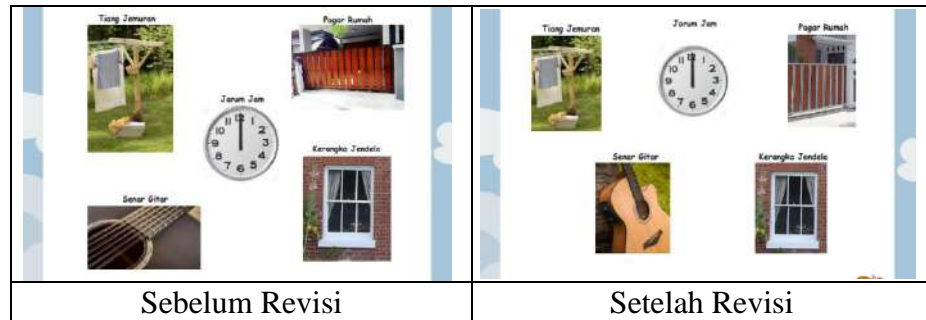 Tiang Jemuran
Pagar Rumah
Jarum Jam
Kerangka Jendela
Senar Gitar
Tiang Jemuran
Jarum Jam
Pagar Rumah
Senar Gitar
Kerangka Jendela
Sebelum Revisi
Setelah Revisi